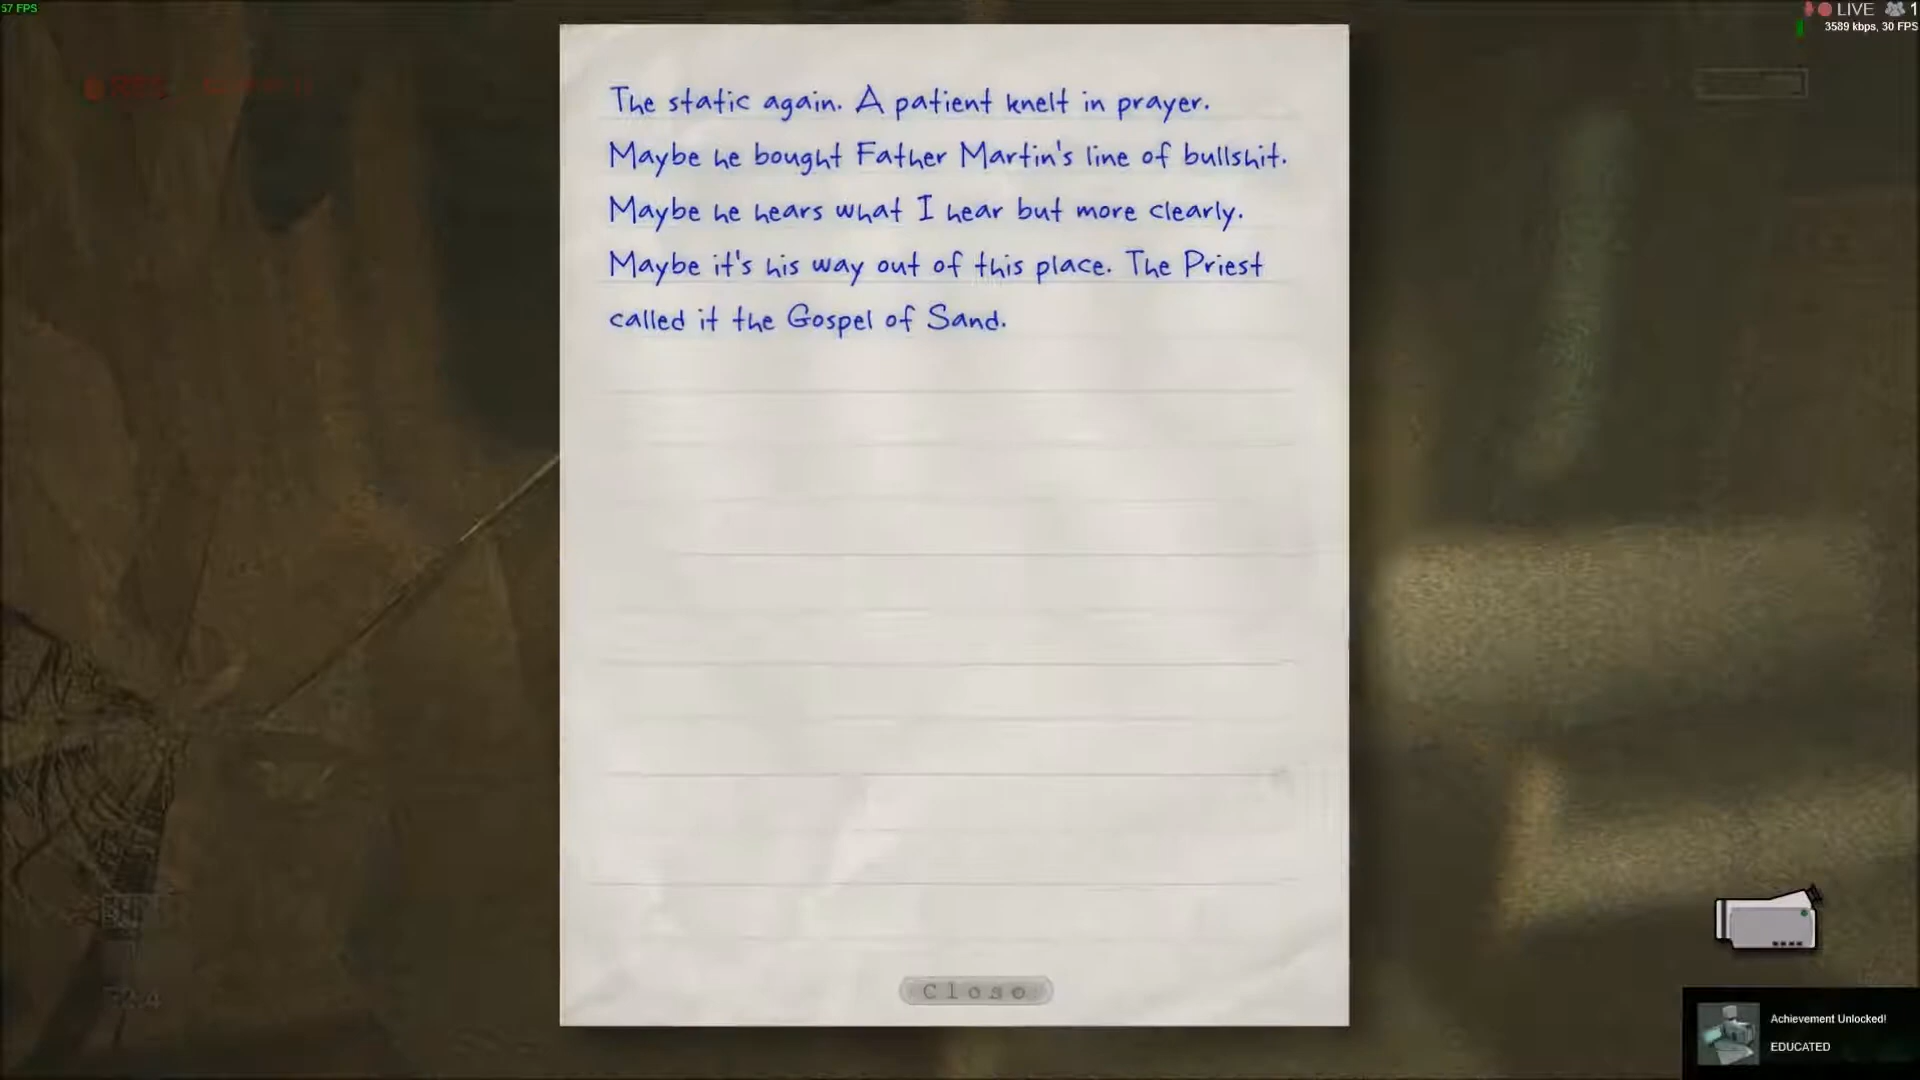 57 FPS
LIVE 1
3589 kbps, 30 FPS
The static again. A patient knelt in prayer.
Maybe he bought Father Martin's line of bullshit.
Maybe he hears what I hear but more clearly.
Maybe it's his way out of this place. The Priest
called it the Gospel of Sand.
Close
Achievement Unlocked!
EDUCATED